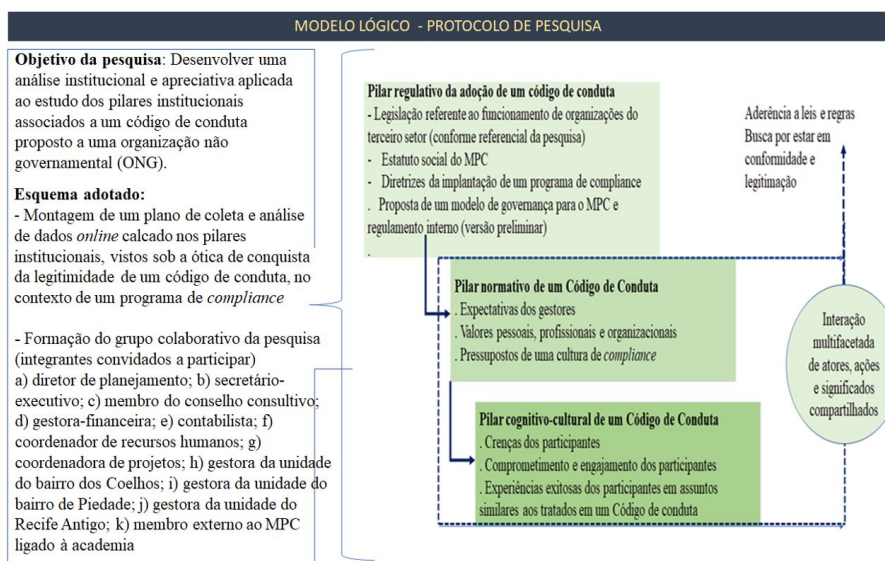 MODELO LÓGICO - PROTOCOLO DE PESQUISA
Objetivo da pesquisa: Desenvolver uma
análise institucional e apreciativa aplicada
ao estudo dos pilares institucionais
associados a um código de conduta
proposto a uma organização não
governamental (ONG).
Esquema adotado:
- Montagem de um plano de coleta e análise
de dados online calcado nos pilares
institucionais, vistos sob a ótica de conquista
da legitimidade de um código de conduta, no
contexto de um programa de compliance
- Formação do grupo colaborativo da pesquisa
(integrantes convidados a participar)
a) diretor de planejamento; b) secretário-
executivo; c) membro do conselho consultivo;
d) gestora-financeira; e) contabilista; f)
coordenador de recursos humanos; g)
coordenadora de projetos; h) gestora da unidade
do bairro dos Coelhos; i) gestora da unidade do
bairro de Piedade; j) gestora da unidade do
Recife Antigo; k) membro externo ao MPC
ligado à academia
Pilar regulativo da adoção de um código de conduta
- Legislação referente ao funcionamento de organizações do
terceiro setor (conforme referencial da pesquisa)
- Estatuto social do MPC
- Diretrizes da implantação de um programa de compliance
. Proposta de um modelo de governança para o MPC e
regulamento interno (versão preliminar)
.
Pilar normativo de um Código de Conduta
. Expectativas dos gestores
. Valores pessoais, profissionais e organizacionais
. Pressupostos de uma cultura de compliance
Pilar cognitivo-cultural de um Código de Conduta
. Crenças dos participantes
. Comprometimento e engajamento dos participantes
. Experiências exitosas dos participantes em assuntos
similares aos tratados em um Código de conduta
Aderência a leis e regras
Busca por estar em
conformidade e
legitimação
Interação
multifacetada
de atores, ações
e significados
compartilhados